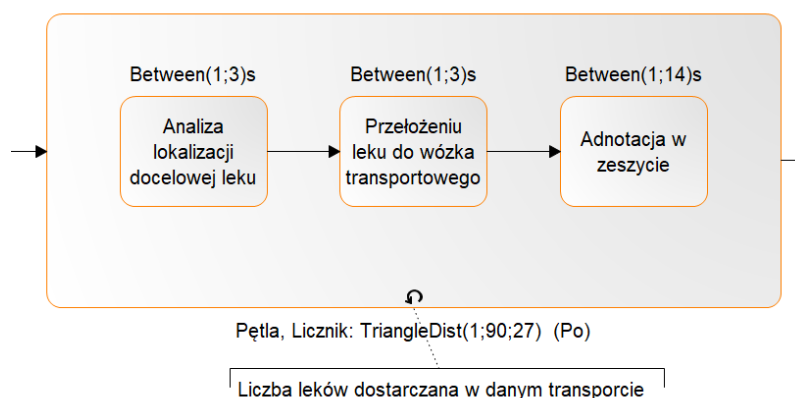 Between(1;3)s
Between(1;3)s
Between(1;14)s
Analiza
lokalizacji
docelowej leku
Przełożeniu
leku do wózka
transportowego
Adnotacja w
zeszycie
Pętla, Licznik: TriangleDist(1;90;27) (Po)
Liczba leków dostarczana w danym transporcie